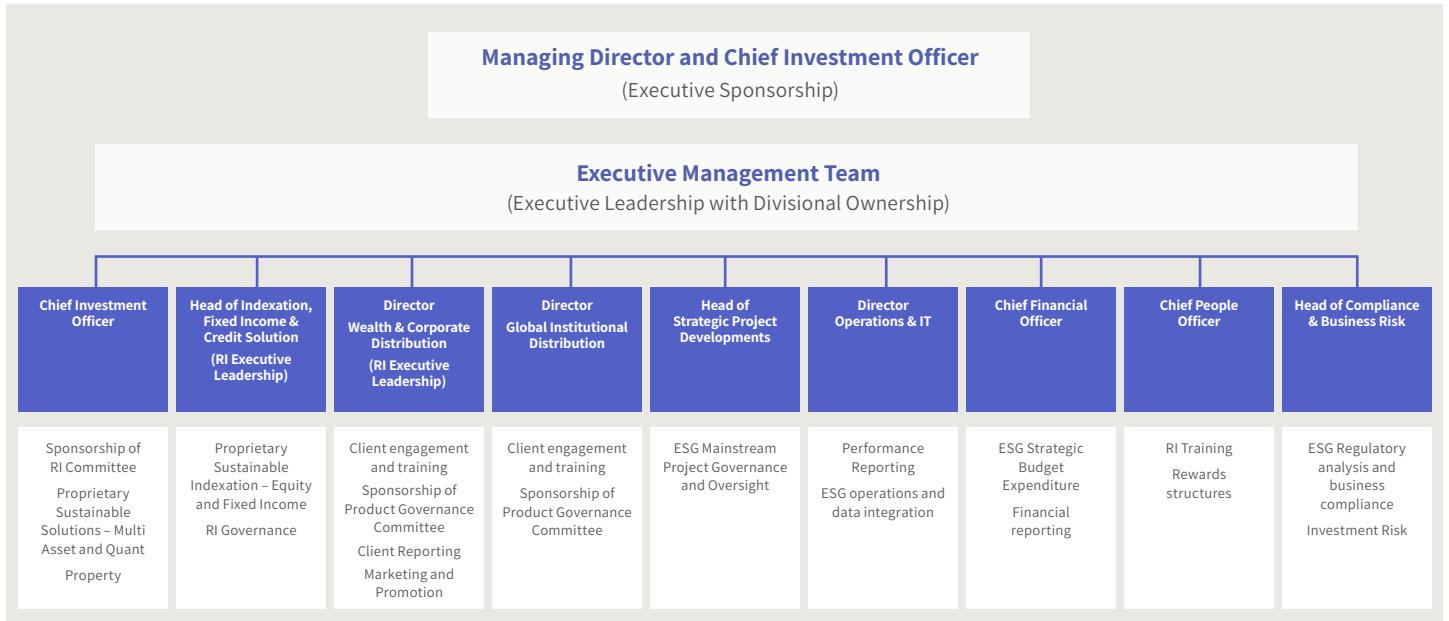 Managing Director and Chief Investment Officer
(Executive Sponsorship)
Executive Management Team
(Executive Leadership with Divisional Ownership)
Chief Investment
Officer
Sponsorship of
RI Committee
Proprietary
Sustainable
Solutions – Multi
Asset and Quant
Property
Head of Indexation,
Fixed Income &
Credit Solution
(RI Executive
Leadership)
Proprietary
Sustainable
Indexation – Equity
and Fixed Income
RI Governance
Director
Wealth & Corporate
Distribution
(RI Executive
Leadership)
Client engagement
and training
Sponsorship of
Product Governance
Committee
Client Reporting
Marketing and
Promotion
Director
Global Institutional
Distribution
Client engagement
and training
Sponsorship of
Product Governance
Committee
Head of
Strategic Project
Developments
ESG Mainstream
Project Governance
and Oversight
Director
Operations & IT
Performance
Reporting
ESG operations and
data integration
Chief Financial
Officer
ESG Strategic
Budget
Expenditure
Financial
reporting
Chief People
Officer
RI Training
Rewards
structures
Head of Compliance
& Business Risk
ESG Regulatory
analysis and
business
compliance
Investment Risk